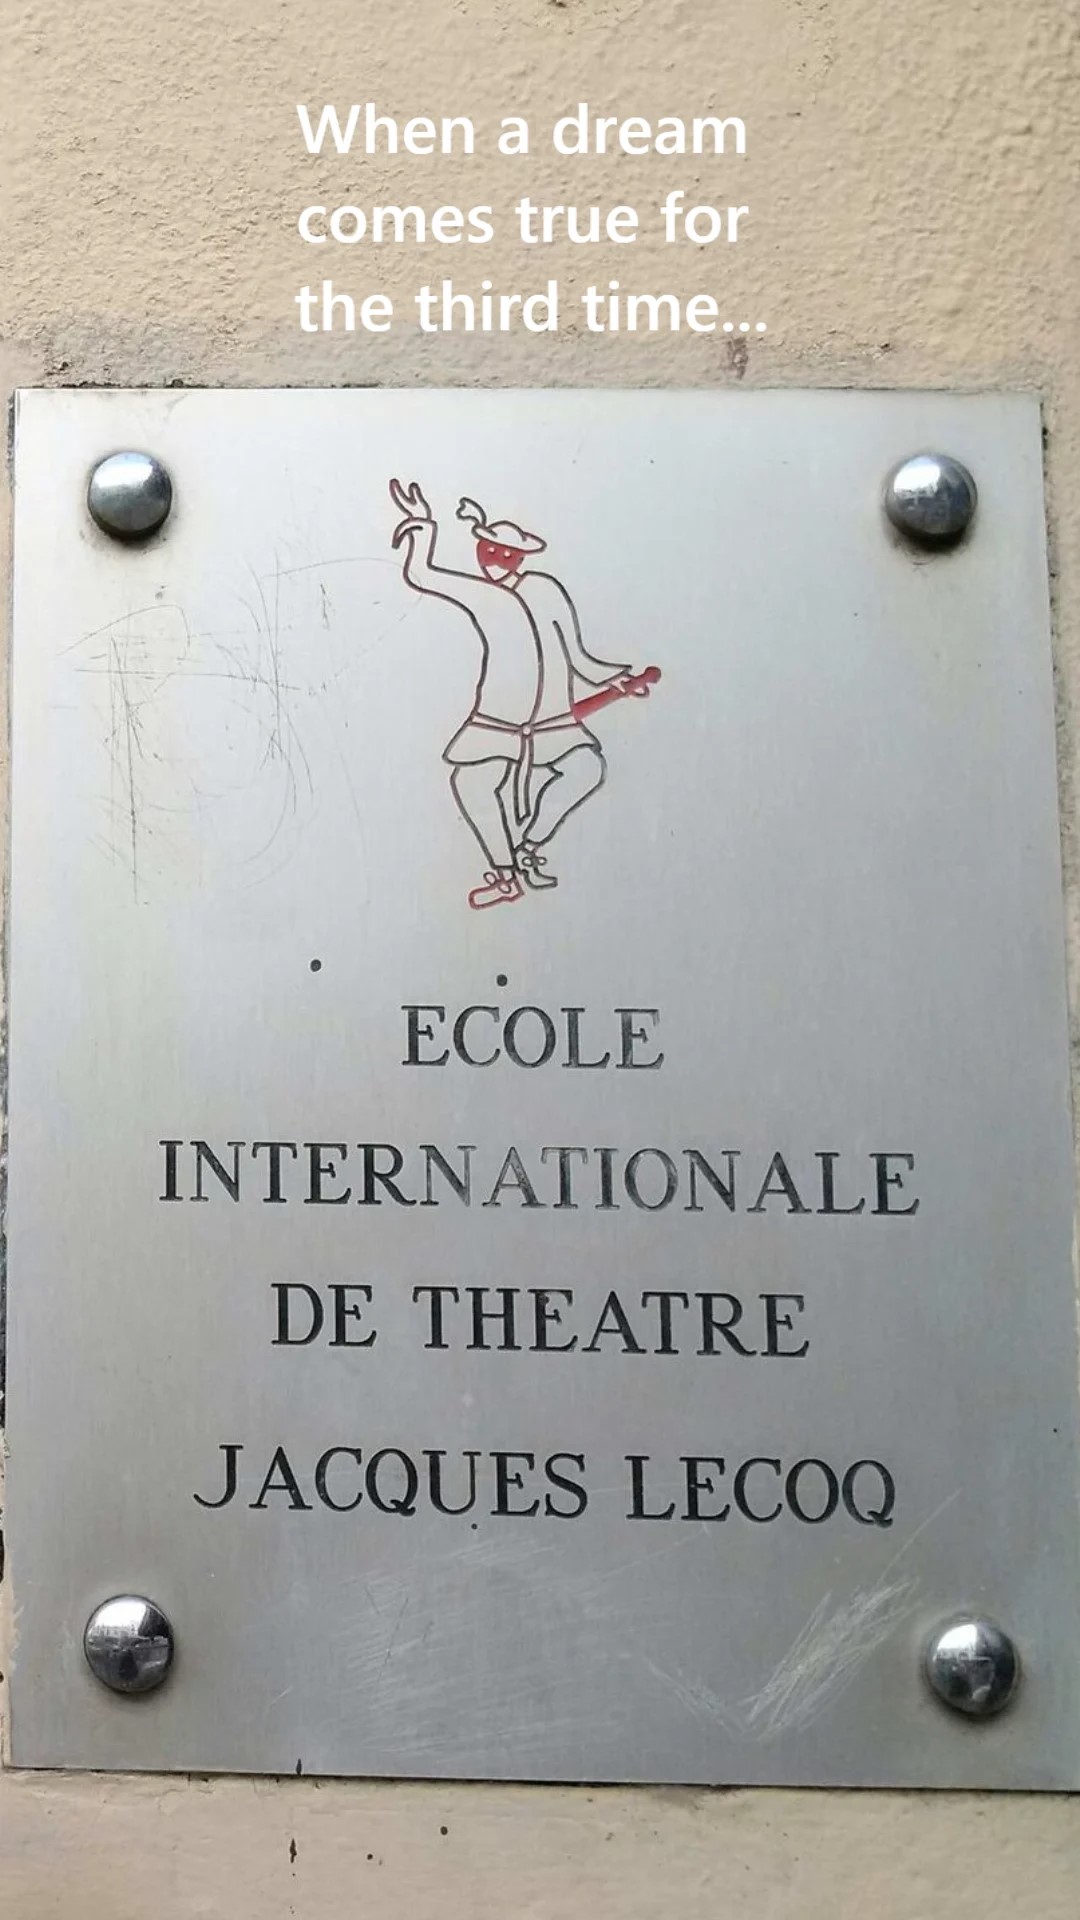 When a dream
comes true for
the third time...
ECOLE
INTERNATIONALE
DE THEATRE
JACQUES LECOQ